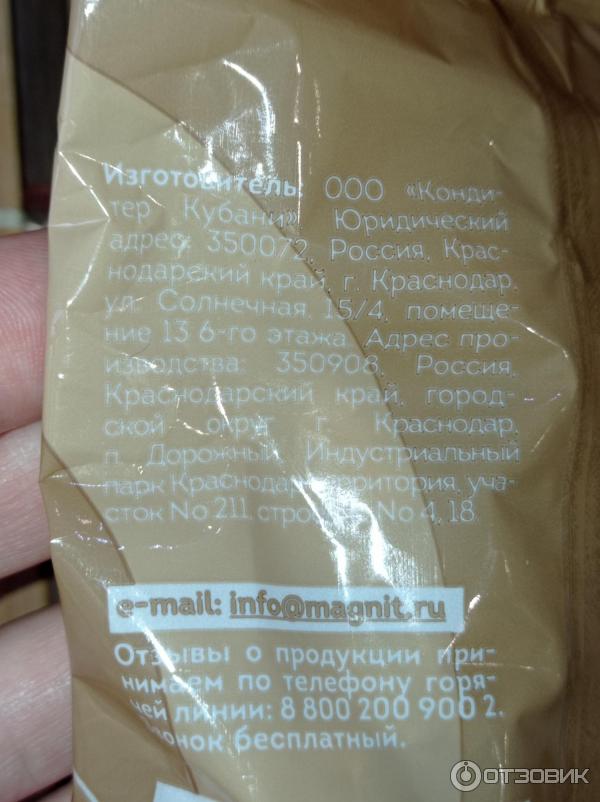 Изготовитель: ООО «Конди-
тер Кубани» Юридический
адрес: 350072, Россия, Крас-
нодарский край, г. Краснодар,
ул. Солнечная, 15/4, помеще-
ние 13 6-го этажа. Адрес про-
изводства: 350908, Россия,
Краснодарский край, город-
ской округ г. Краснодар,
п. Дорожный, Индустриальный
парк Краснодар территория, уча-
сток No 211, No 4, 18.
e-mail: info@magnit.ru
Отзывы о продукции при-
нимаем по телефону горя-
чей линии: 8 800 200 900 2.
Звонок бесплатный.
ОТЗОВИК